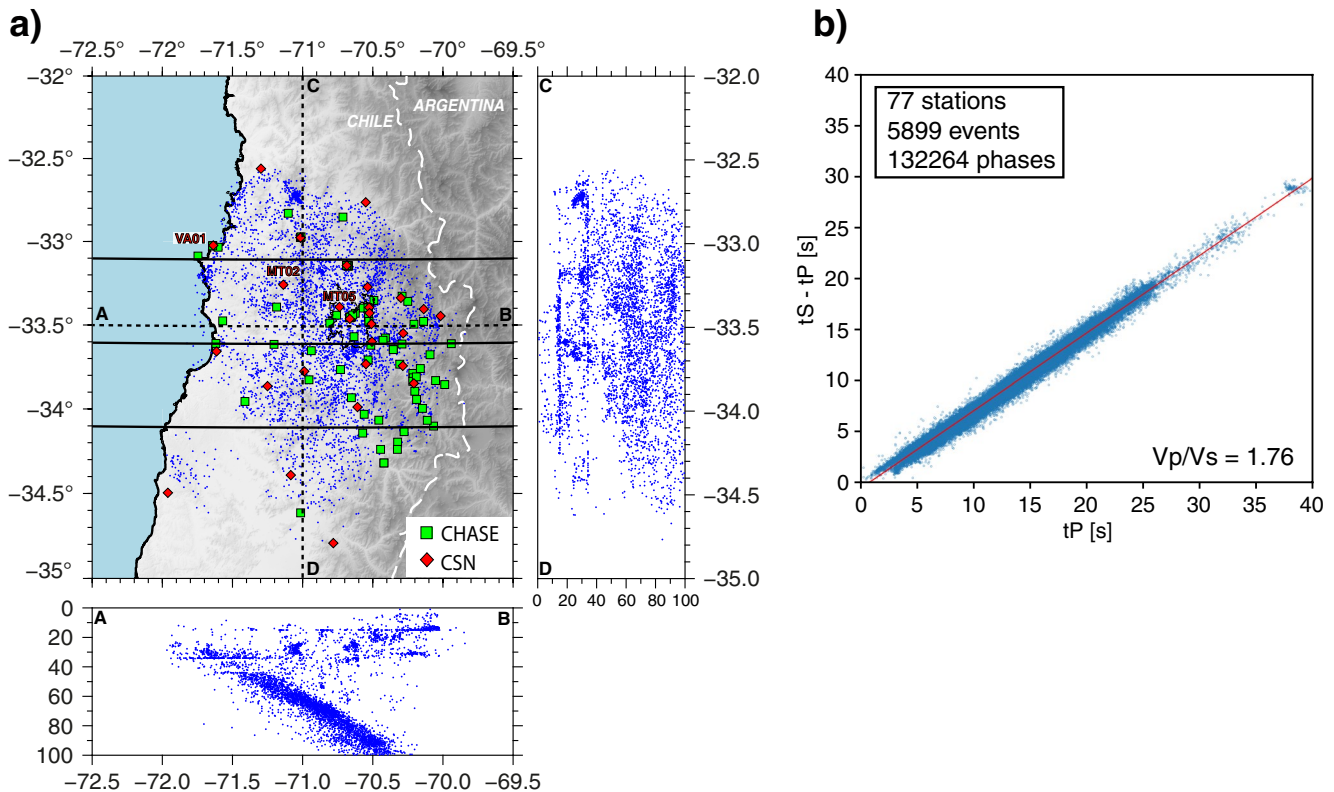 a)
b)
−72.5° −72° −71.5° −71° −70.5° −70° −69.5°
−32°
−32.5°
−33°
−33.5°
−34°
−34.5°
−35°
C
ARGENTINA
CHILE
VA01
MT02
MT05
A
B
D
CHASE
CSN
C
D
−32.0
−32.5
−33.0
−33.5
−34.0
−34.5
−35.0
0 20 40 60 80 100
A
B
0
20
40
60
80
100
−72.5 −72.0 −71.5 −71.0 −70.5 −70.0 −69.5
77 stations
5899 events
132264 phases
Vp/Vs = 1.76
tS - tP [s]
40
35
30
25
20
15
10
5
0
0 5 10 15 20 25 30 35 40
tP [s]